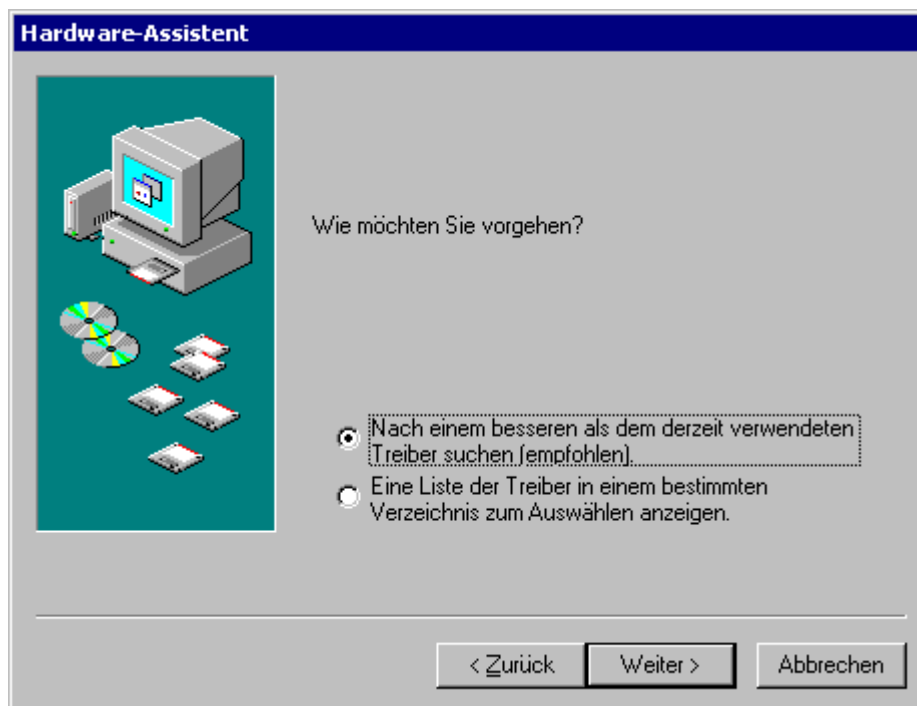 Hardware-Assistent
Wie möchten Sie vorgehen?
Nach einem besseren als dem derzeit verwendeten
Treiber suchen (empfohlen).
Eine Liste der Treiber in einem bestimmten
Verzeichnis zum Auswählen anzeigen.
< Zurück
Weiter >
Abbrechen